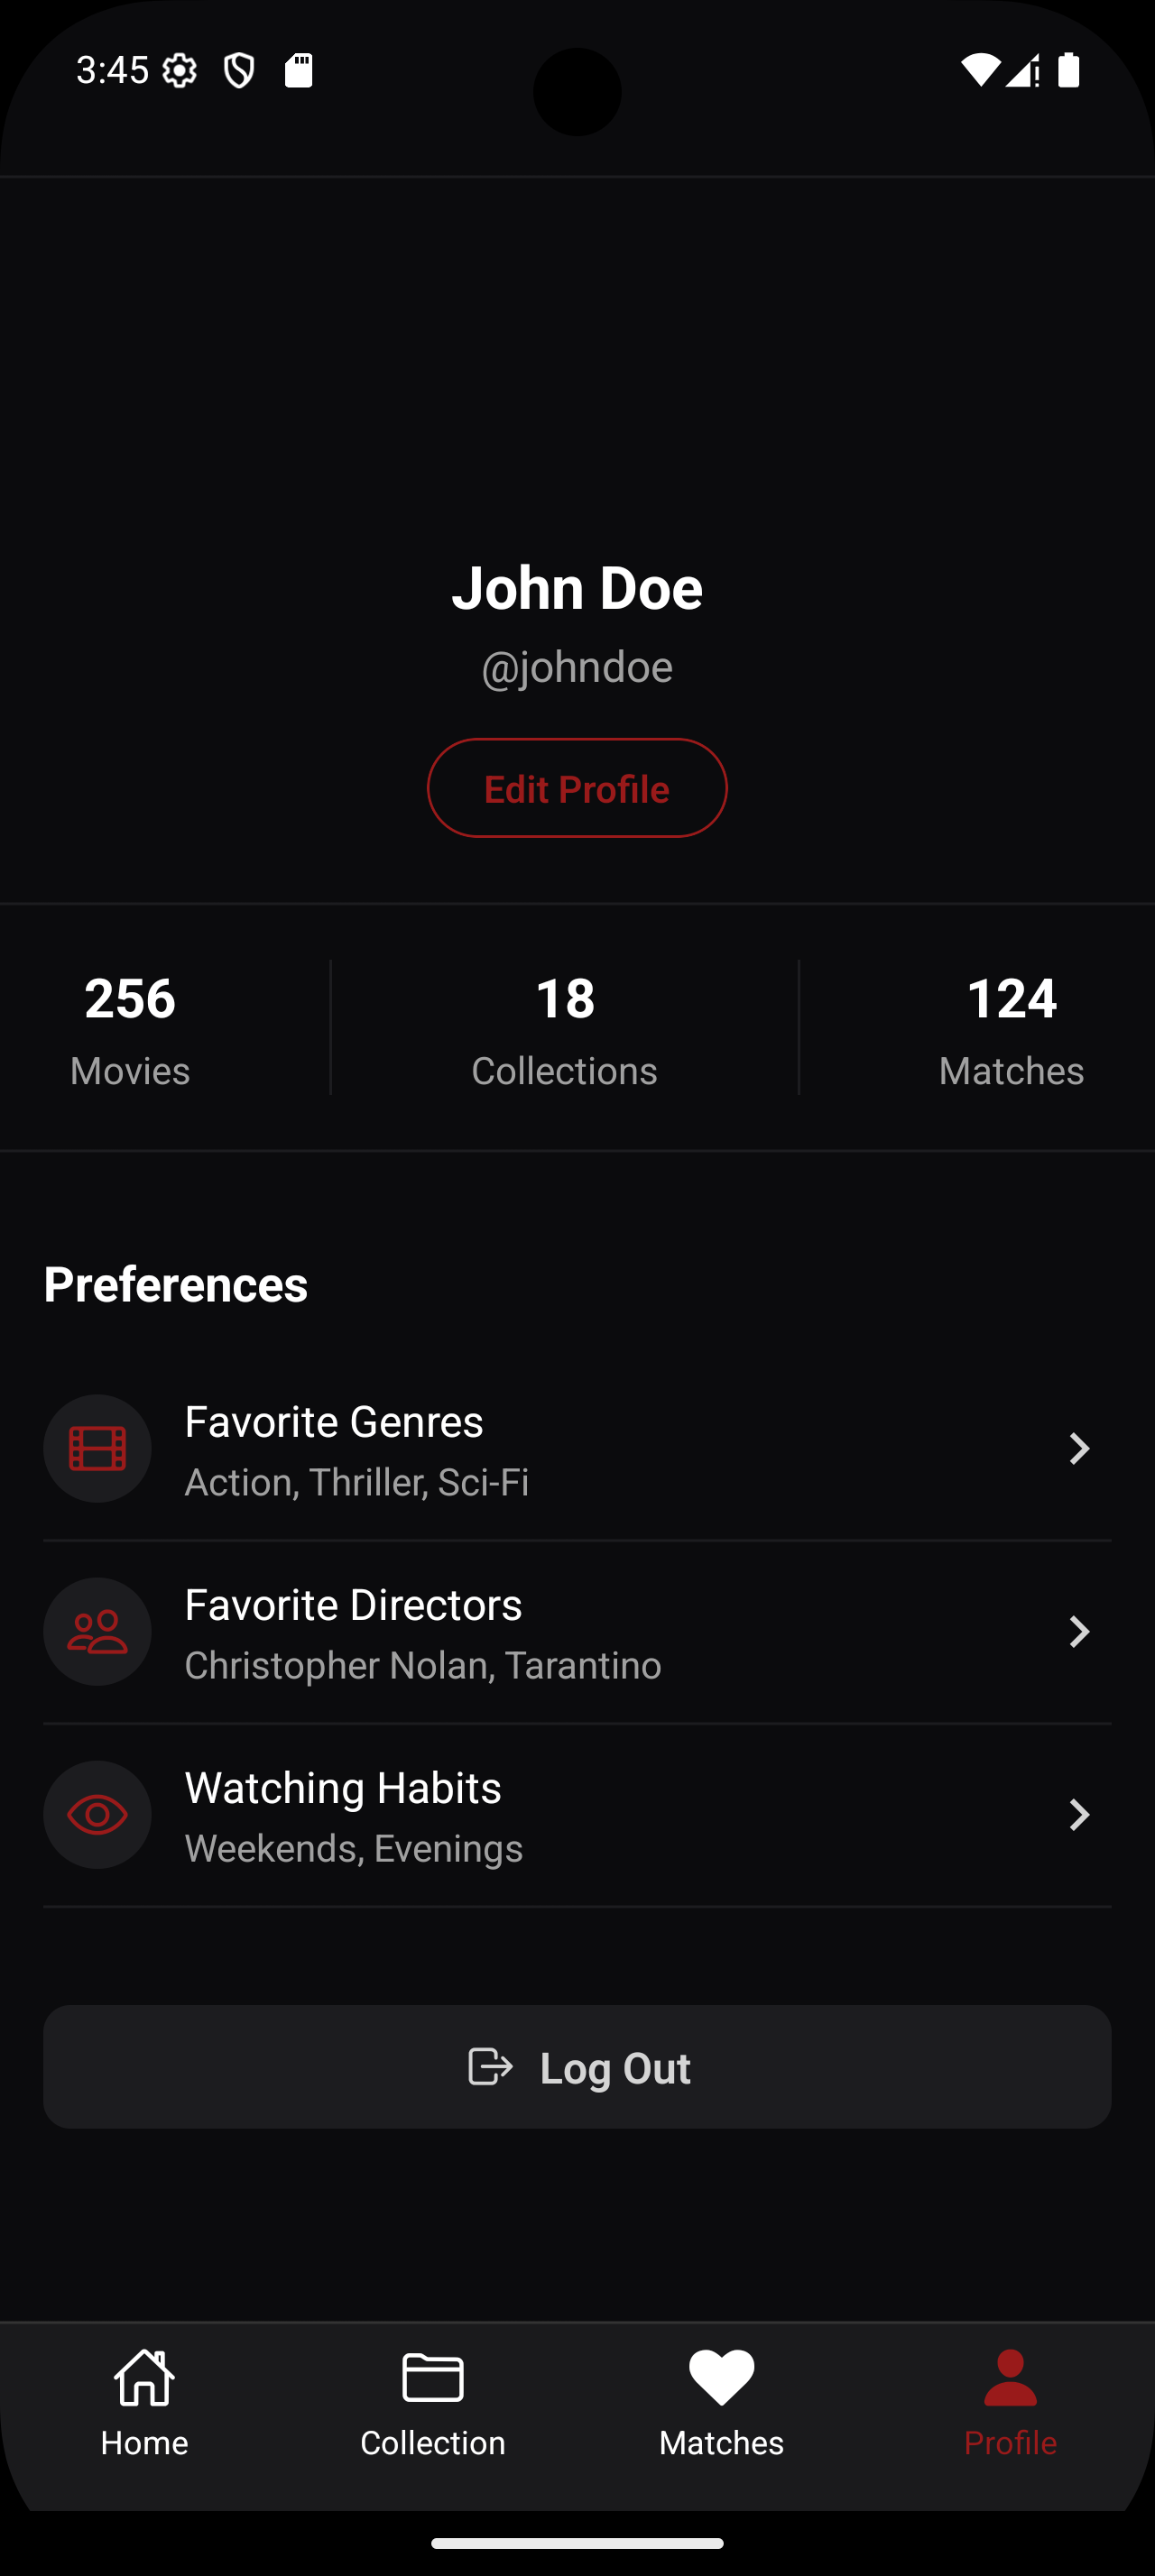 3:45
John Doe
@johndoe
Edit Profile
256 18 124
Movies Collections Matches
Preferences
Favorite Genres
Action, Thriller, Sci-Fi
Favorite Directors
Christopher Nolan, Tarantino
Watching Habits
Weekends, Evenings
Log Out
Home Collection Matches Profile